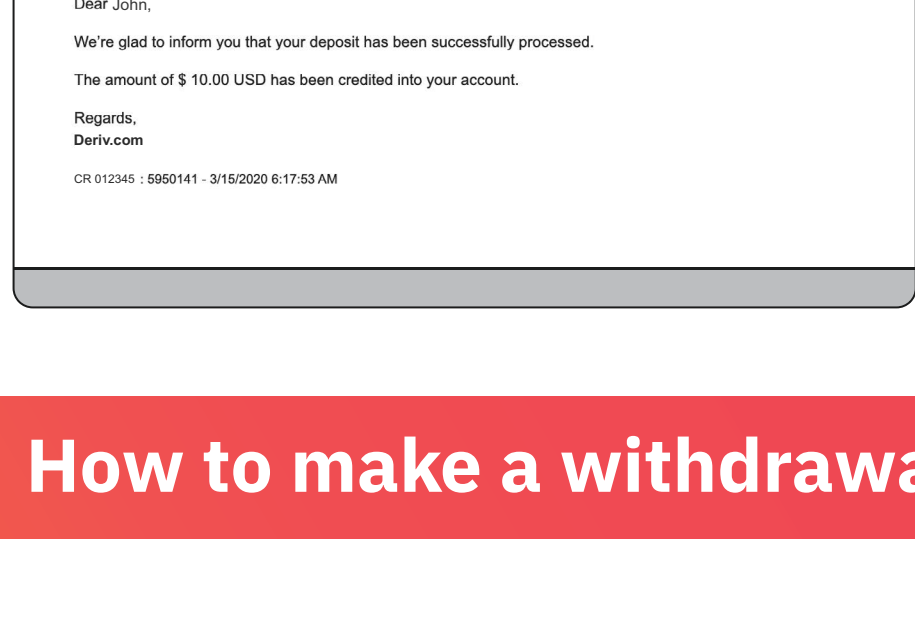 Dear John,
We're glad to inform you that your deposit has been successfully processed.
The amount of $ 10.00 USD has been credited into your account.
Regards,
Deriv.com
CR 012345 : 5950141 - 3/15/2020 6:17:53 AM
How to make a withdrawa